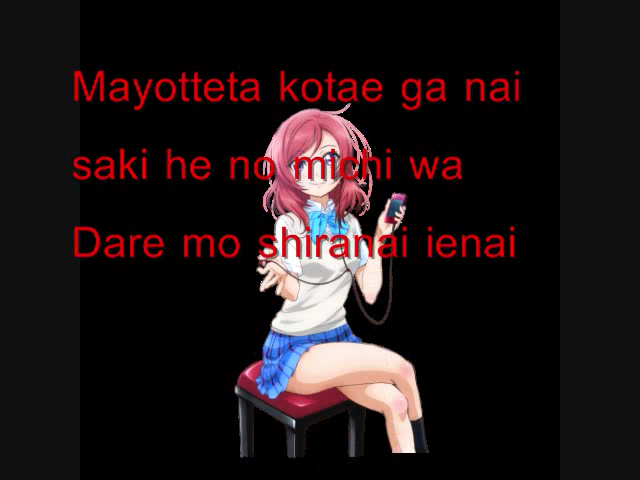 Mayotteta kotae ga nai
saki he no michi wa
Dare mo shiranai ienai